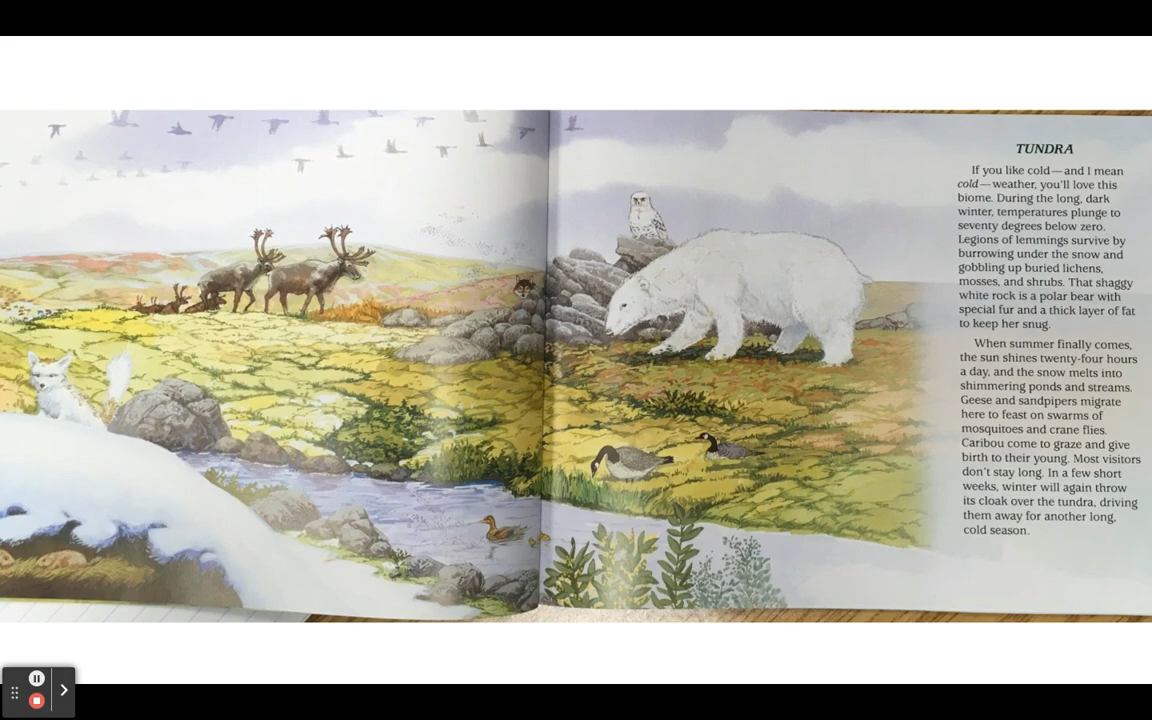 TUNDRA
If you like cold—and I mean
cold—weather, you'll love this
biome. During the long, dark
winter, temperatures plunge to
seventy degrees below zero.
Legions of lemmings survive by
burrowing under the snow and
gobbling up buried lichens,
mosses, and shrubs. That shaggy
white rock is a polar bear with
special fur and a thick layer of fat
to keep her snug.
When summer finally comes,
the sun shines twenty-four hours
a day, and the snow melts into
shimmering ponds and streams.
Geese and sandpipers migrate
here to feast on swarms of
mosquitoes and crane flies.
Caribou come to graze and give
birth to their young. Most visitors
don't stay long. In a few short
weeks, winter will again throw
its cloak over the tundra, driving
them away for another long,
cold season.